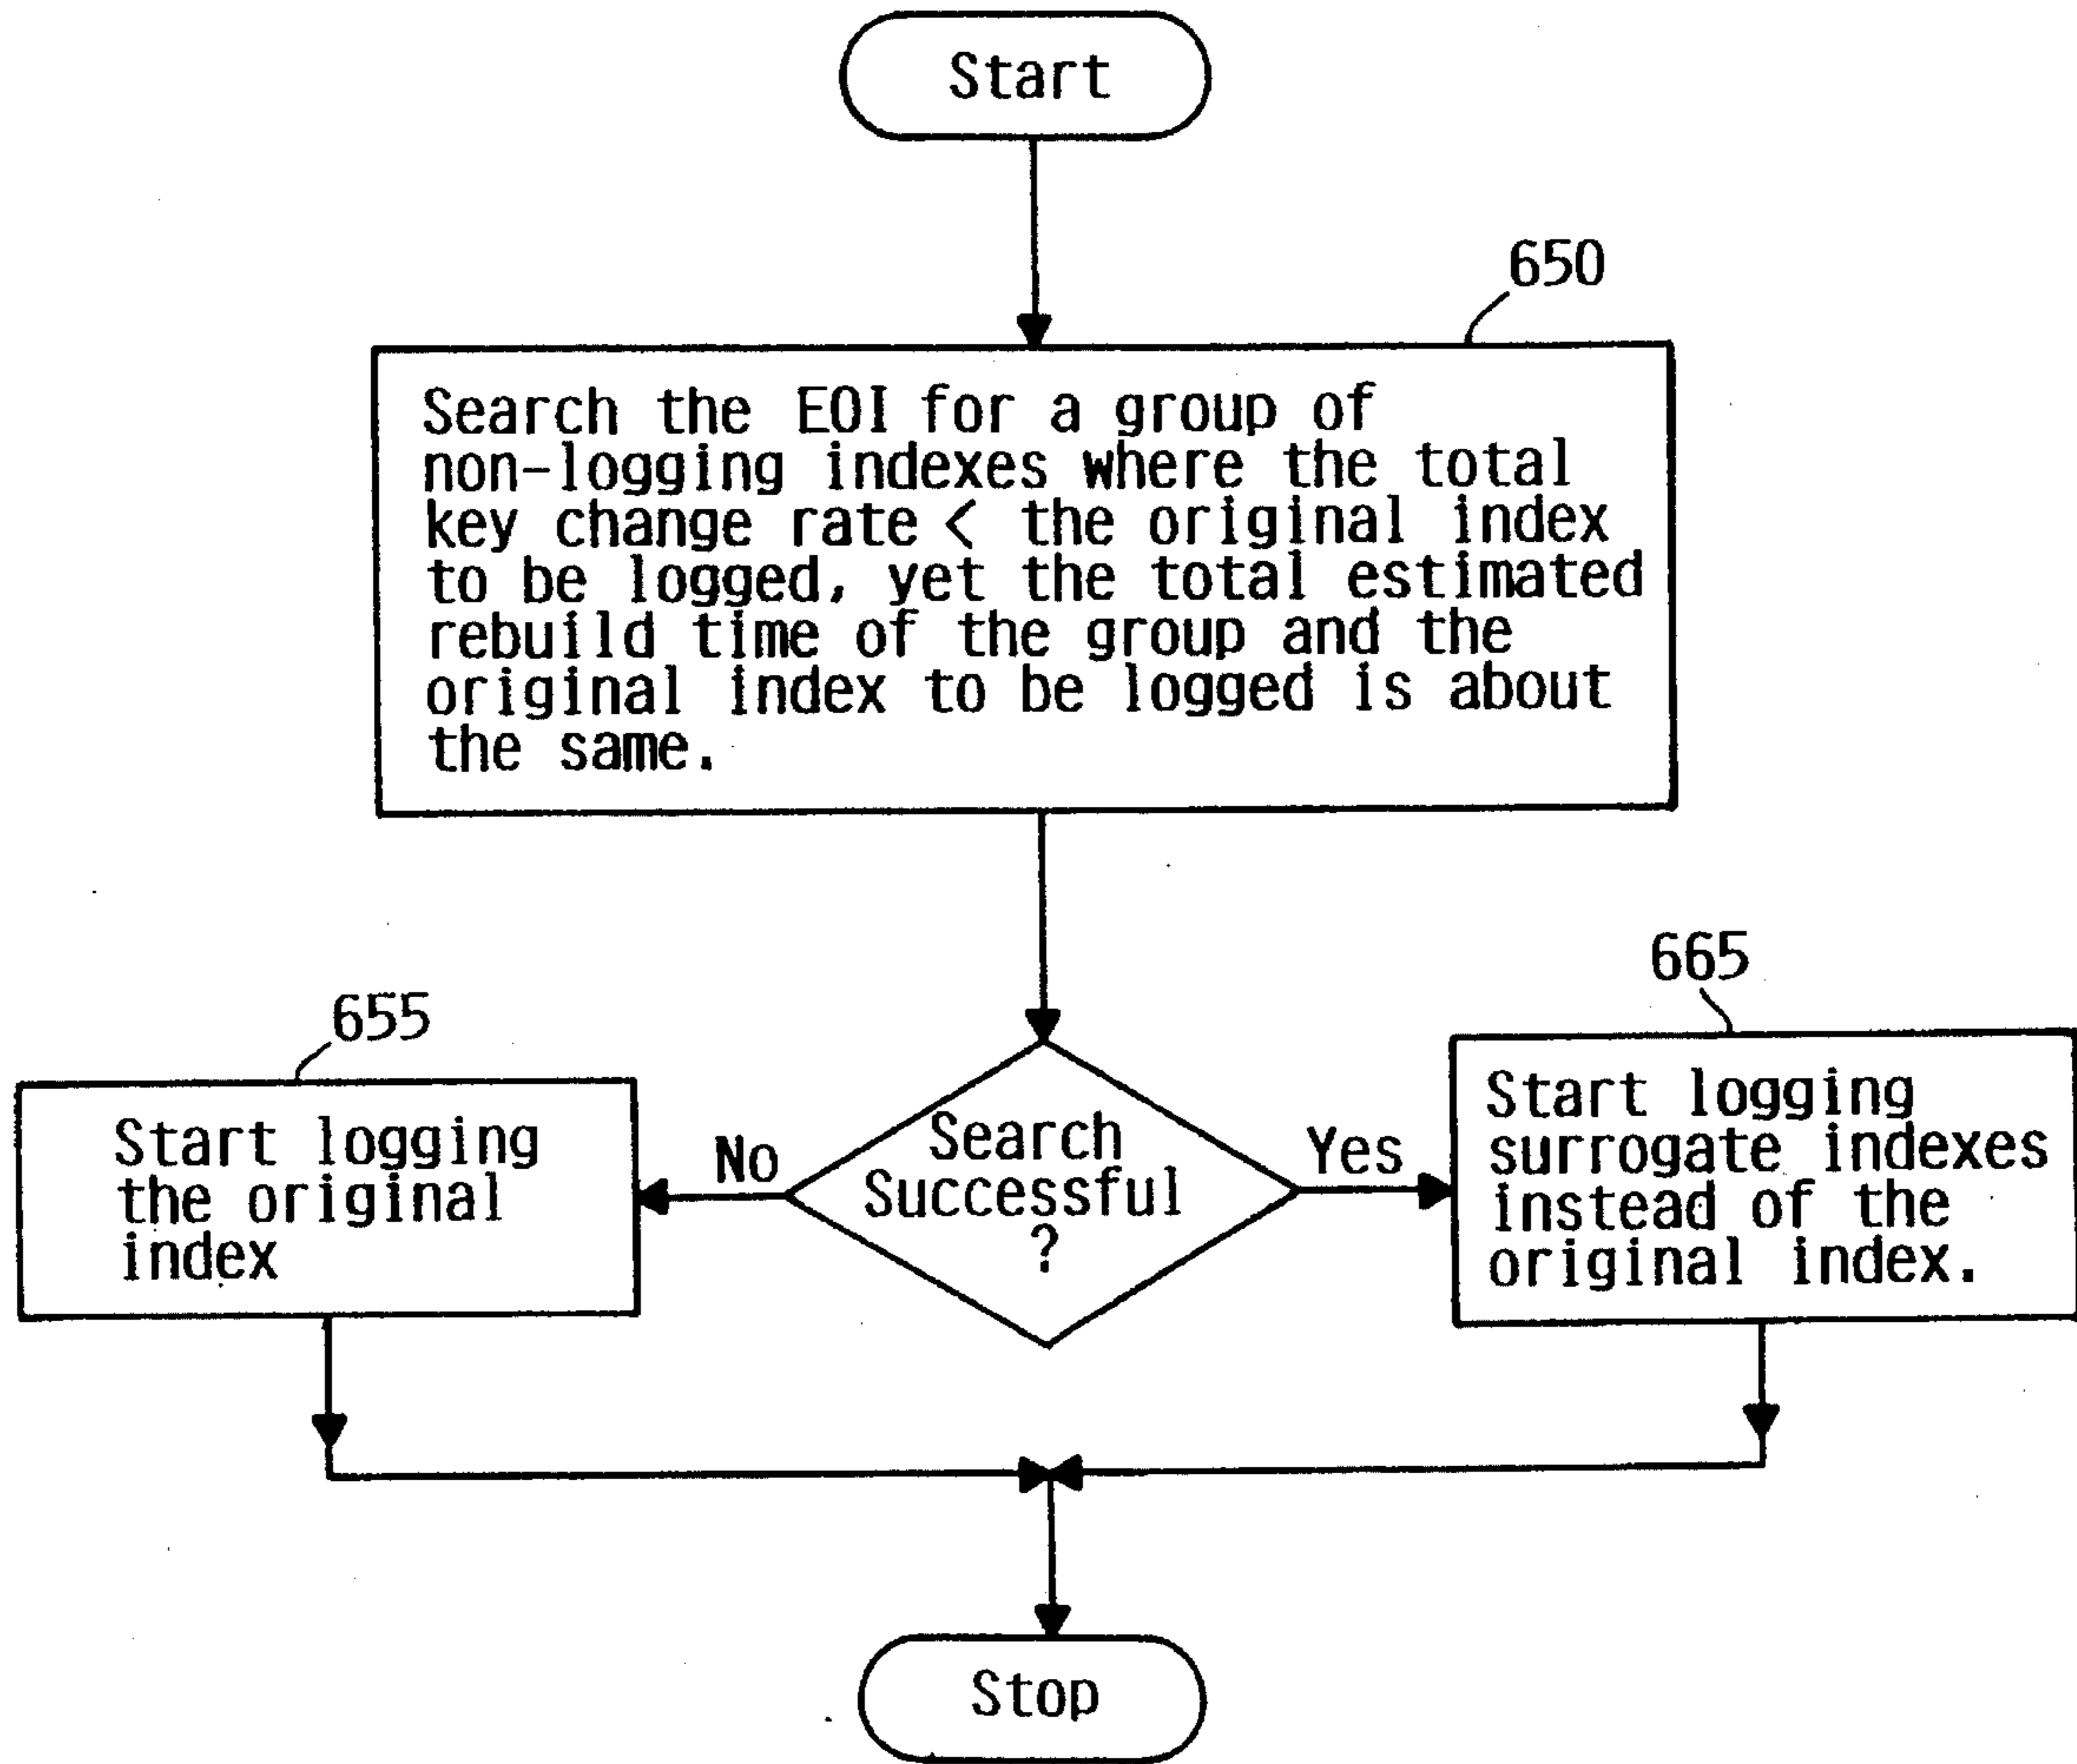 Start
650
Search the EOI for a group of
non-logging indexes where the total
key change rate < the original index
to be logged, yet the total estimated
rebuild time of the group and the
original index to be logged is about
the same.
665
655
Start logging
the original
index
No
Search
Successful
?
Yes
Start logging
surrogate indexes
instead of the
original index.
Stop